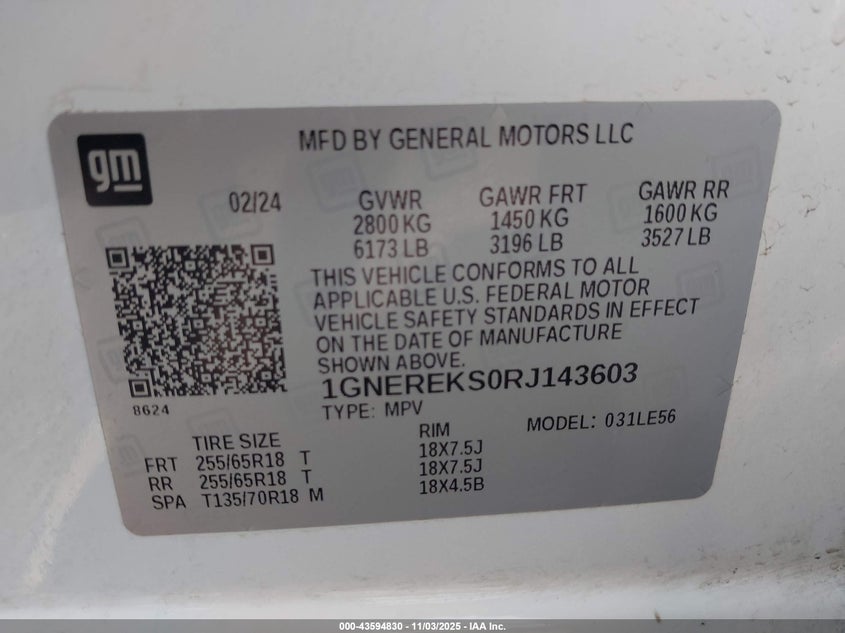 gm
MFD BY GENERAL MOTORS LLC
02/24 GVWR GAWR FRT GAWR RR
2800 KG 1450 KG 1600 KG
6173 LB 3196 LB 3527 LB
THIS VEHICLE CONFORMS TO ALL
APPLICABLE U.S. FEDERAL MOTOR
VEHICLE SAFETY STANDARDS IN EFFECT
ON THE DATE OF MANUFACTURE
SHOWN ABOVE.
1GNEREKS0RJ143603
8624
TYPE: MPV MODEL: 031LE56
TIRE SIZE RIM
FRT 255/65R18 T 18X7.5J
RR 255/65R18 T 18X7.5J
SPA T135/70R18 M 18X4.5B
000-43594830 - 11/03/2025 - IAA Inc.